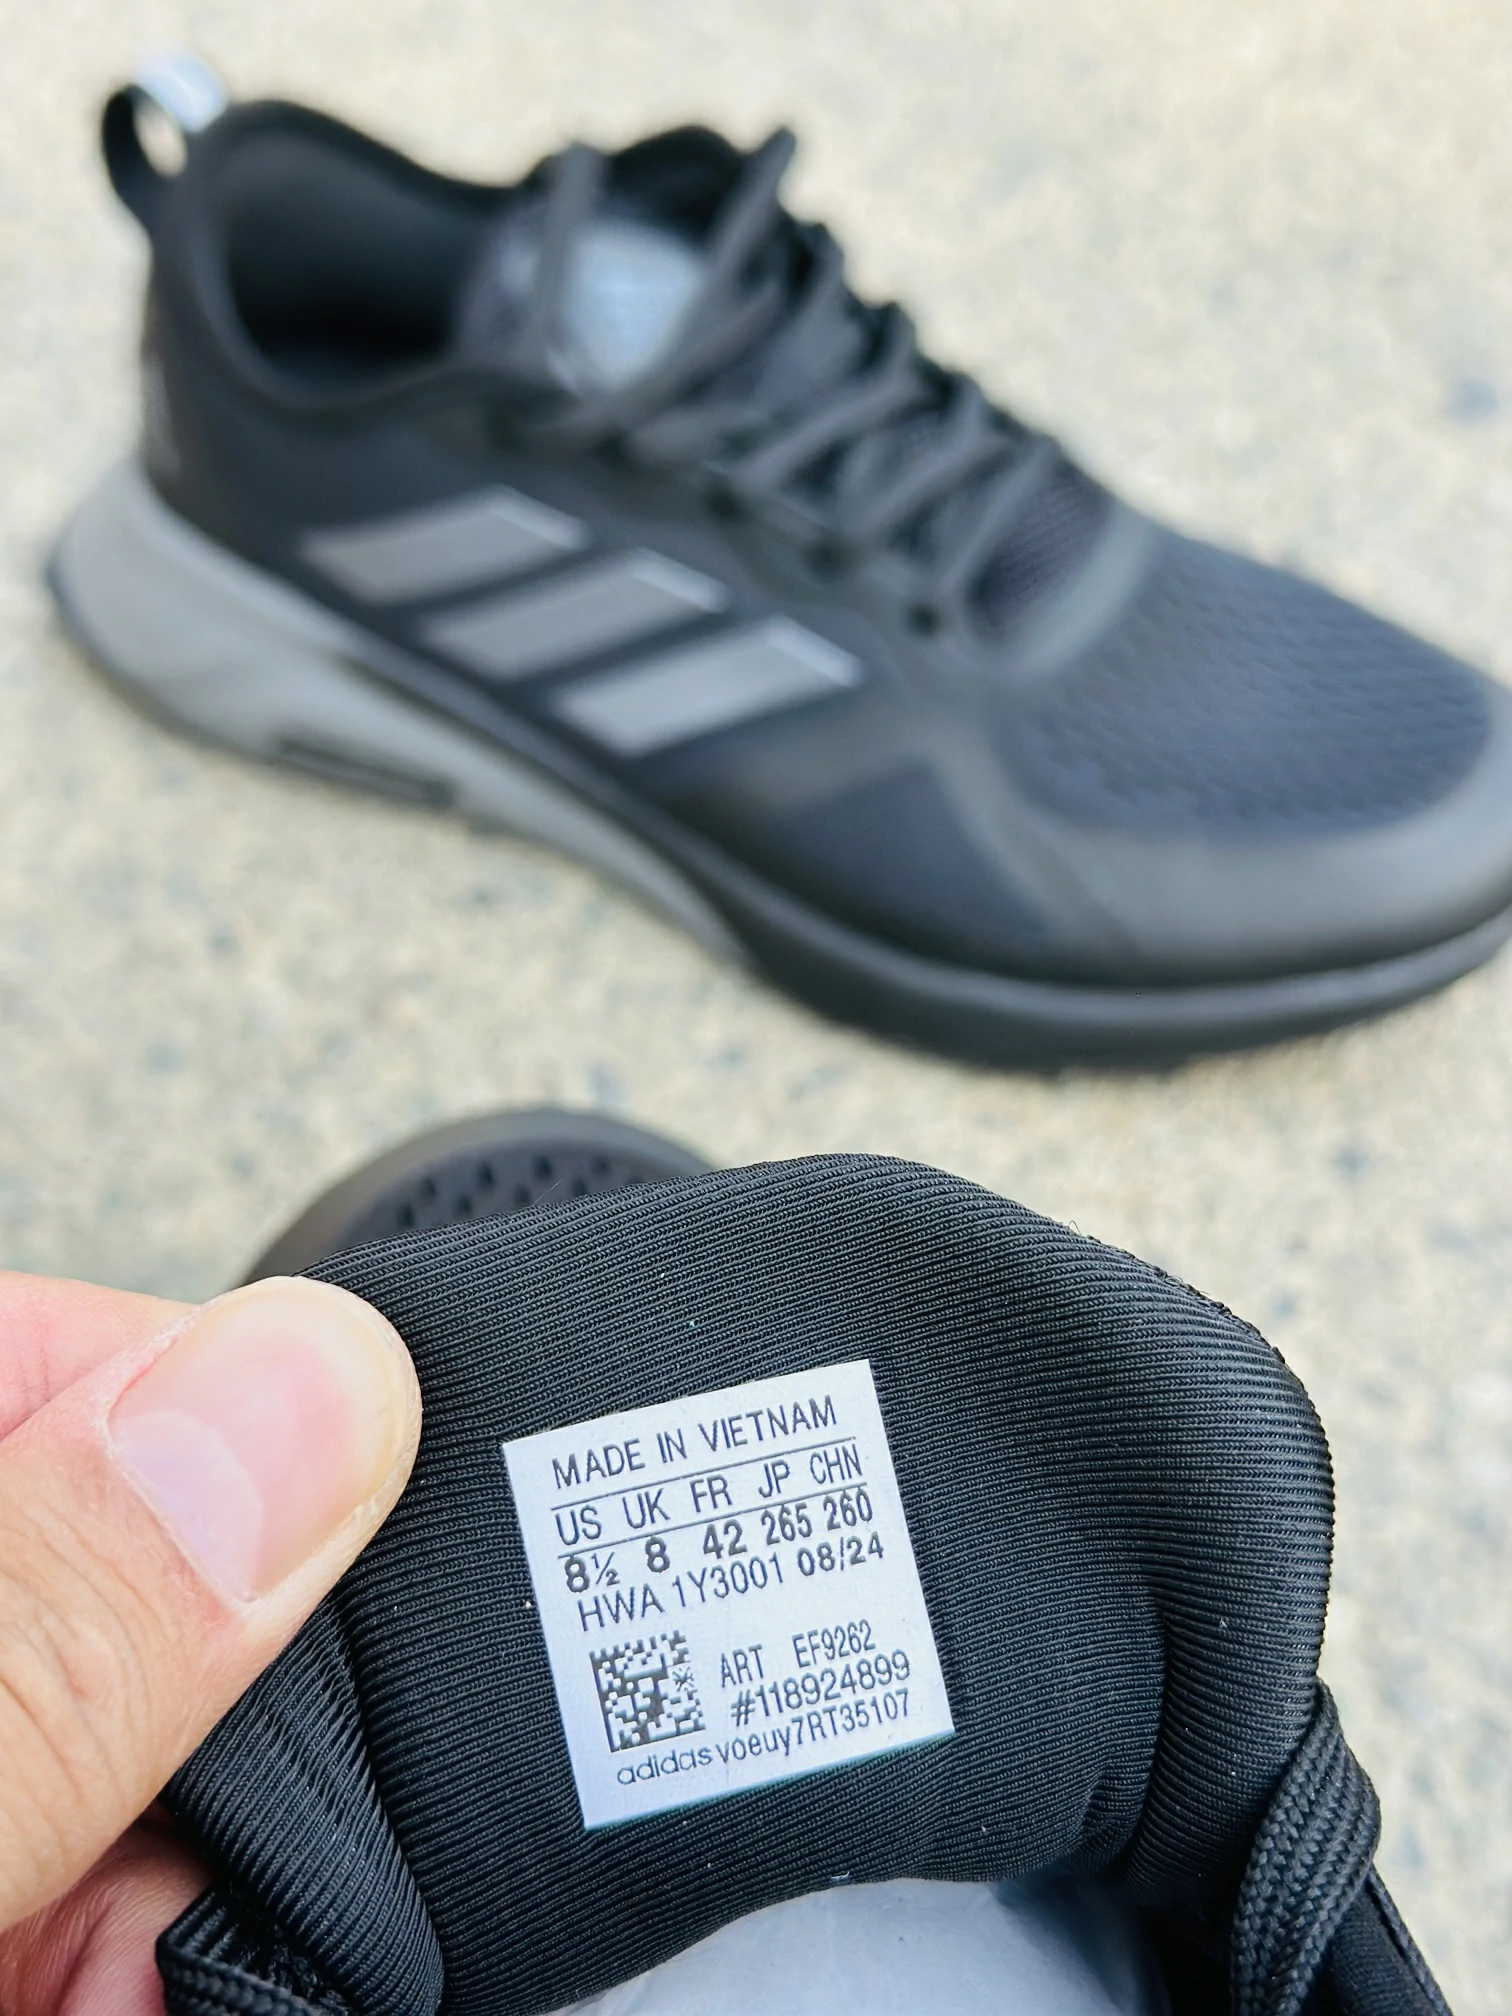 MADE IN VIETNAM
US UK FR JP CHN
8½ 8 42 265 260
HWA 1Y3001 08/24
ART EF9262
#118924899
adidas voeuy7RT35107